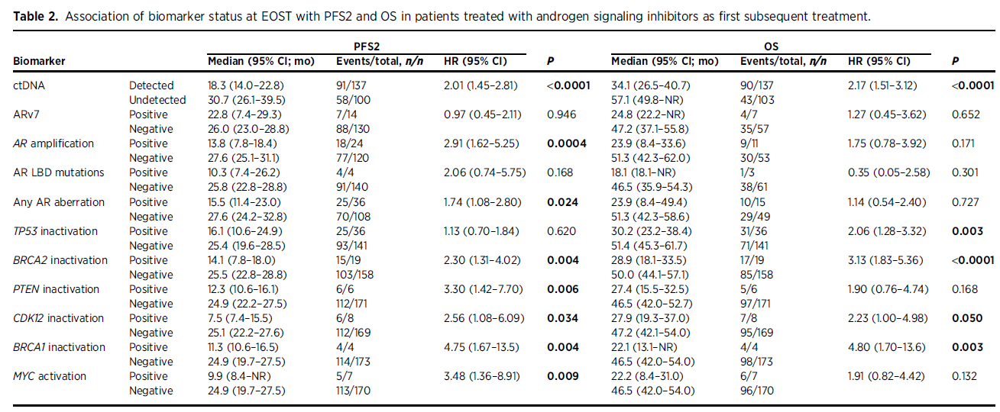 Table 2. Association of biomarker status at EOST with PFS2 and OS in patients treated with androgen signaling inhibitors as first subsequent treatment.
PFS2 OS
Biomarker Median (95% CI; mo) Events/total, n/n HR (95% CI) P Median (95% CI; mo) Events/total, n/n HR (95% CI) P
ctDNA Detected 18.3 (14.0–22.8) 91/137 2.01 (1.45–2.81) <0.0001 34.1 (26.5–40.7) 90/137 2.17 (1.51–3.12) <0.0001
Undetected 30.7 (26.1–39.5) 58/100 57.1 (49.8–NR) 43/103
ARv7 Positive 22.8 (7.4–29.3) 7/14 0.97 (0.45–2.11) 0.946 24.8 (22.2–NR) 4/7 1.27 (0.45–3.62) 0.652
Negative 26.0 (23.0–28.8) 88/130 47.2 (37.1–55.8) 35/57
AR amplification Positive 13.8 (7.8–18.4) 18/24 2.91 (1.62–5.25) 0.0004 23.9 (8.4–33.6) 9/11 1.75 (0.78–3.92) 0.171
Negative 27.6 (25.1–31.1) 77/120 51.3 (42.3–62.0) 30/53
AR LBD mutations Positive 10.3 (7.4–26.2) 4/4 2.06 (0.74–5.75) 0.168 18.1 (18.1–NR) 1/3 0.35 (0.05–2.58) 0.301
Negative 25.8 (22.8–28.8) 91/140 46.5 (35.9–54.3) 38/61
Any AR aberration Positive 15.5 (11.4–23.0) 25/36 1.74 (1.08–2.80) 0.024 23.9 (8.4–49.4) 10/15 1.14 (0.54–2.40) 0.727
Negative 27.6 (24.2–32.8) 70/108 51.3 (42.3–58.6) 29/49
TP53 inactivation Positive 16.1 (10.6–24.9) 25/36 1.13 (0.70–1.84) 0.620 30.2 (23.2–38.4) 31/36 2.06 (1.28–3.32) 0.003
Negative 25.4 (19.6–28.5) 93/141 51.4 (45.3–61.7) 71/141
BRCA2 inactivation Positive 14.1 (7.8–18.0) 15/19 2.30 (1.31–4.02) 0.004 28.9 (18.1–33.5) 17/19 3.13 (1.83–5.36) <0.0001
Negative 25.5 (22.8–28.8) 103/158 50.0 (44.1–57.1) 85/158
PTEN inactivation Positive 12.3 (10.6–16.1) 6/6 3.30 (1.42–7.70) 0.006 27.4 (15.5–32.5) 5/6 1.90 (0.76–4.74) 0.168
Negative 24.9 (22.2–27.5) 112/171 46.5 (42.0–52.7) 97/171
CDK12 inactivation Positive 7.5 (7.4–15.5) 6/8 2.56 (1.08–6.09) 0.034 27.9 (19.3–37.0) 7/8 2.23 (1.00–4.98) 0.050
Negative 25.1 (22.2–27.6) 112/169 47.2 (42.1–54.0) 95/169
BRCA1 inactivation Positive 11.3 (10.6–16.5) 4/4 4.75 (1.67–13.5) 0.004 22.1 (13.1–NR) 4/4 4.80 (1.70–13.6) 0.003
Negative 24.9 (19.7–27.5) 114/173 46.5 (42.0–54.0) 98/173
MYC activation Positive 9.9 (8.4–NR) 5/7 3.48 (1.36–8.91) 0.009 22.2 (8.4–31.0) 6/7 1.91 (0.82–4.42) 0.132
Negative 24.9 (19.7–27.5) 113/170 46.5 (42.0–54.0) 96/170